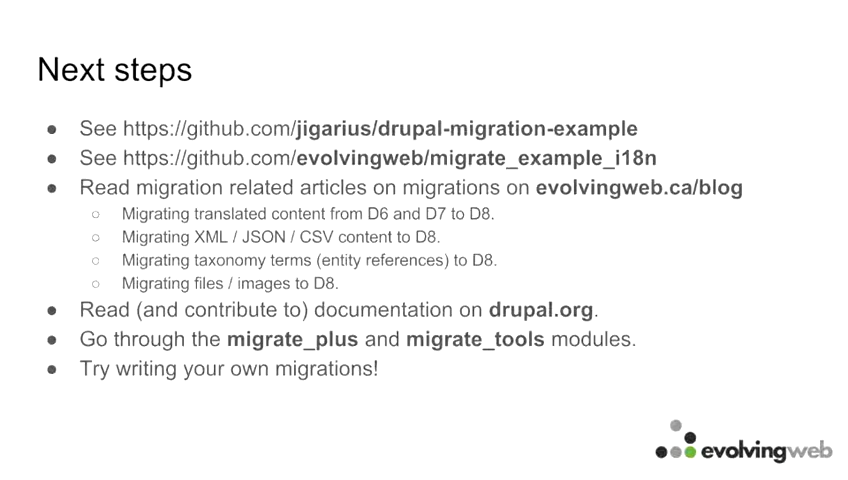 Next steps
● See https://github.com/jigarius/drupal-migration-example
● See https://github.com/evolvingweb/migrate_example_i18n
● Read migration related articles on migrations on evolvingweb.ca/blog
○ Migrating translated content from D6 and D7 to D8.
○ Migrating XML / JSON / CSV content to D8.
○ Migrating taxonomy terms (entity references) to D8.
○ Migrating files / images to D8.
● Read (and contribute to) documentation on drupal.org.
● Go through the migrate_plus and migrate_tools modules.
● Try writing your own migrations!
evolvingweb